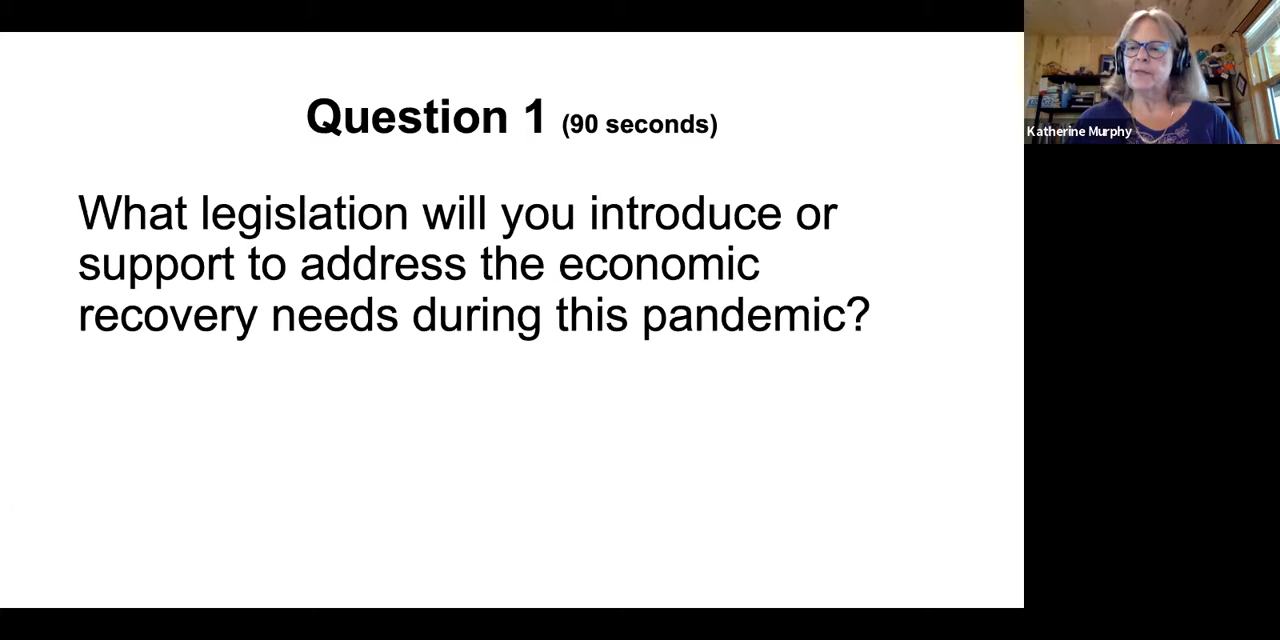 Question 1 (90 seconds)
What legislation will you introduce or
support to address the economic
recovery needs during this pandemic?
Katherine Murphy